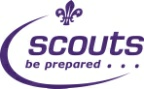 scouts
be prepared . . .